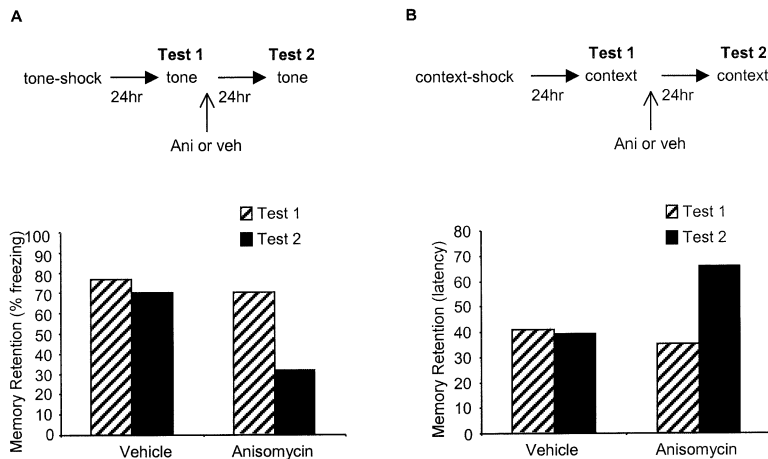 A
Test 1 Test 2
tone-shock tone tone
24hr 24hr
Ani or veh
Test 1
Test 2
Memory Retention (% freezing)
100
90
80
70
60
50
40
30
20
10
0
Vehicle Anisomycin
B
Test 1 Test 2
context-shock context context
24hr 24hr
Ani or veh
Test 1
Test 2
Memory Retention (latency)
80
70
60
50
40
30
20
10
0
Vehicle Anisomycin